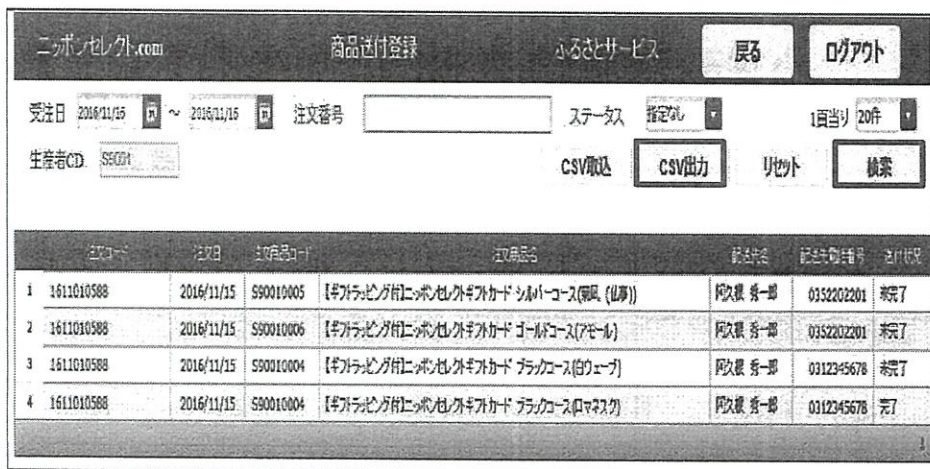 ニッポンセレクト.com 商品送付登録 ふるさとサービス 戻る ログアウト
受注日 2016/11/15 ～ 2016/11/15 注文番号 ステータス 指定なし 1頁当り 20件
生産者CD. S9001 CSV取込 CSV出力 リセット 検索
注文コード 注文日 注文商品コード 注文商品名 配送先名 配送先電話番号 送付状況
1 1611010588 2016/11/15 S90010005 【ギフトラッピング付】ニッポンセレクトギフトカード シルバーコース(菊凪、(仏事)) 阿久根 秀一郎 0352202201 未完了
2 1611010588 2016/11/15 S90010006 【ギフトラッピング付】ニッポンセレクトギフトカード ゴールドコース(アモール) 阿久根 秀一郎 0352202201 未完了
3 1611010588 2016/11/15 S90010004 【ギフトラッピング付】ニッポンセレクトギフトカード ブラックコース(白ウェーブ) 阿久根 秀一郎 0312345678 未完了
4 1611010588 2016/11/15 S90010004 【ギフトラッピング付】ニッポンセレクトギフトカード ブラックコース(ロマネスク) 阿久根 秀一郎 0312345678 完了
1